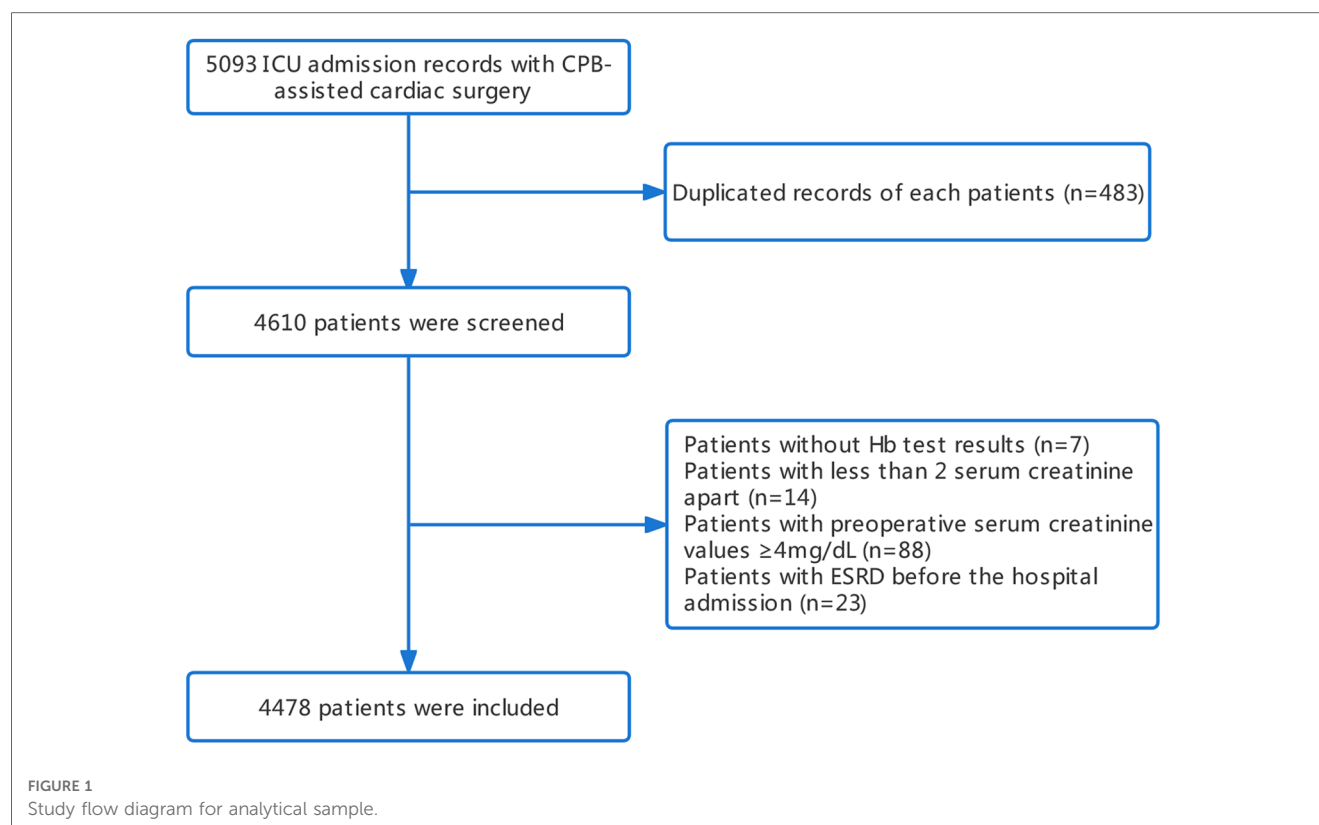 5093 ICU admission records with CPB-
assisted cardiac surgery
Duplicated records of each patients (n=483)
4610 patients were screened
Patients without Hb test results (n=7)
Patients with less than 2 serum creatinine
apart (n=14)
Patients with preoperative serum creatinine
values ≥4mg/dL (n=88)
Patients with ESRD before the hospital
admission (n=23)
4478 patients were included
FIGURE 1
Study flow diagram for analytical sample.